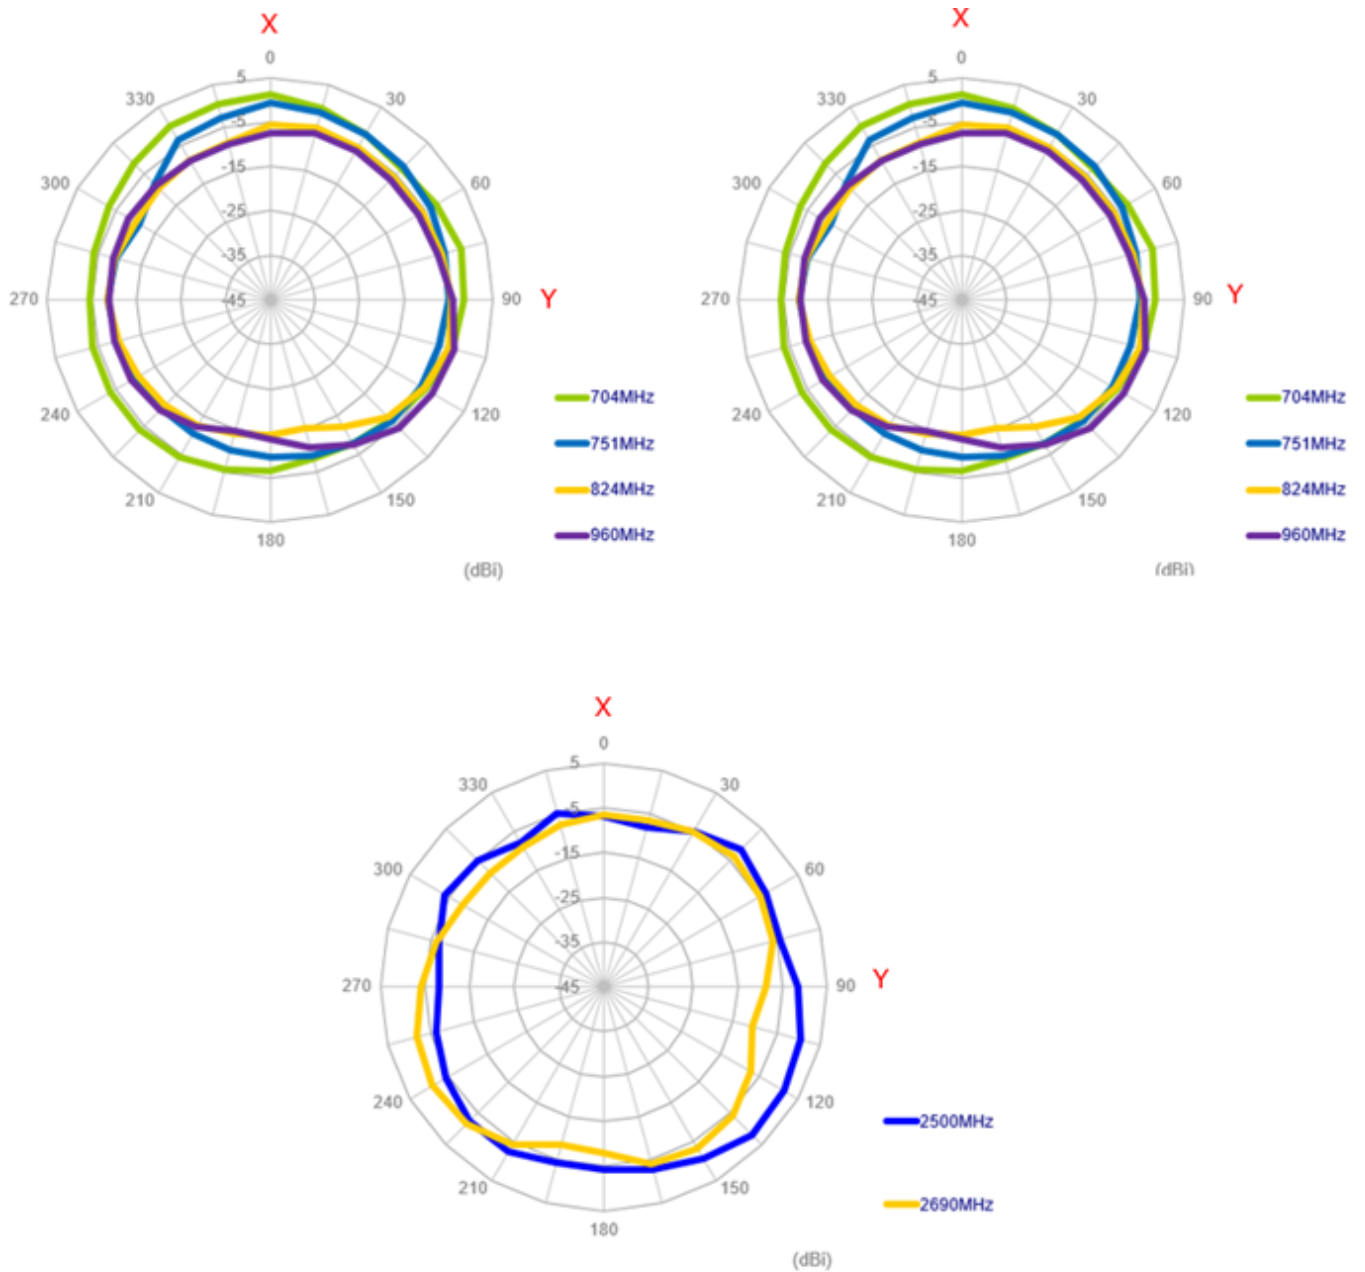 X X
0 0
5 5
330 30 330 30
-5 -5
-15 -15
300 60 300 60
-25 -25
-35 -35
270 -45 90 Y 270 -45 90 Y
704MHz 704MHz
240 120 240 120
751MHz 751MHz
824MHz 824MHz
210 150 210 150
960MHz 960MHz
180 180
(dBi) (dBi)
X
0
5
330 30
-5
-15
300 60
-25
-35
270 -45 90 Y
240 120
2500MHz
210 150
2690MHz
180
(dBi)